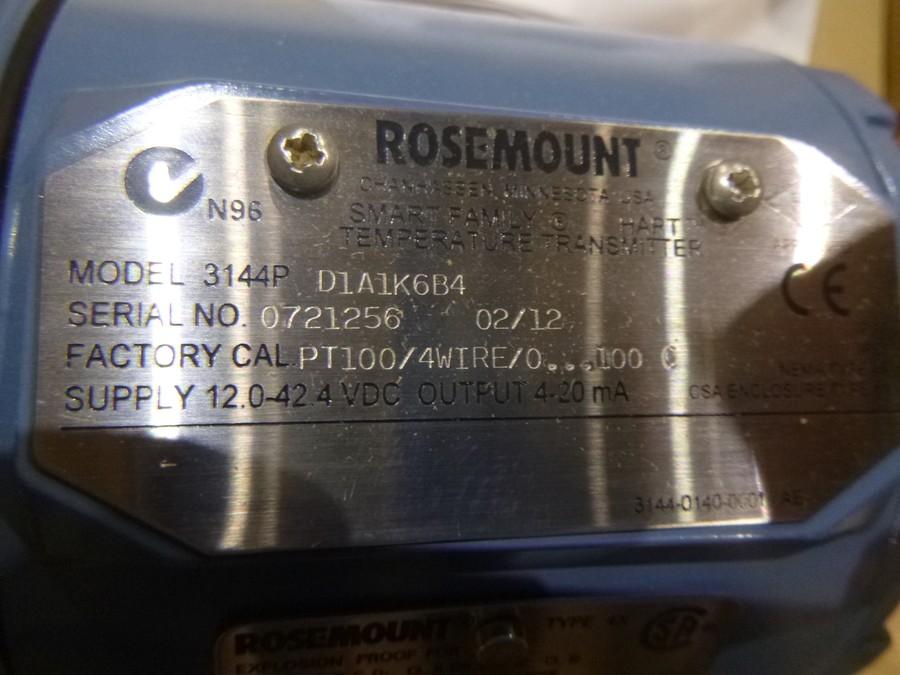 ROSEMOUNT ®
CHANHASSEN, MINNESOTA USA
N96
SMART FAMILY ® HART ™
TEMPERATURE TRANSMITTER
MODEL 3144P D1A1K6B4
CE
SERIAL NO. 0721256 02/12
FACTORY CAL. PT100/4WIRE/0...100 C
SUPPLY 12.0-42.4 VDC OUTPUT 4-20 mA
CSA ENCLOSURE
3144-0140-0001 AE
ROSEMOUNT ®
TYPE 4X
EXPLOSION PROOF FOR